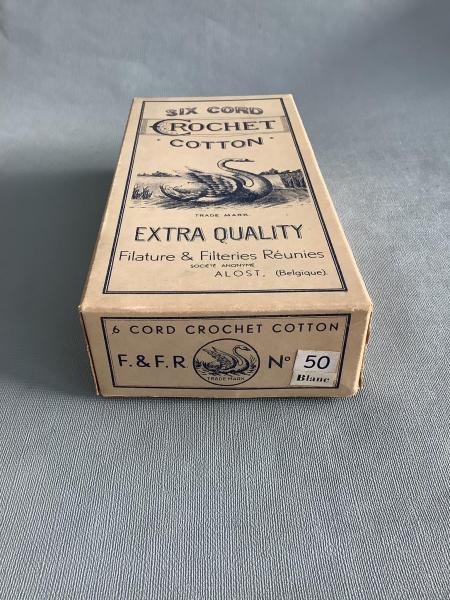 SIX CORD
CROCHET
COTTON
TRADE MARK
EXTRA QUALITY
Filature & Filteries Réunies
SOCIÉTÉ ANONYME
ALOST, (Belgique).
6 CORD CROCHET COTTON
F. & F. R
TRADE MARK
Nº 50
Blanc